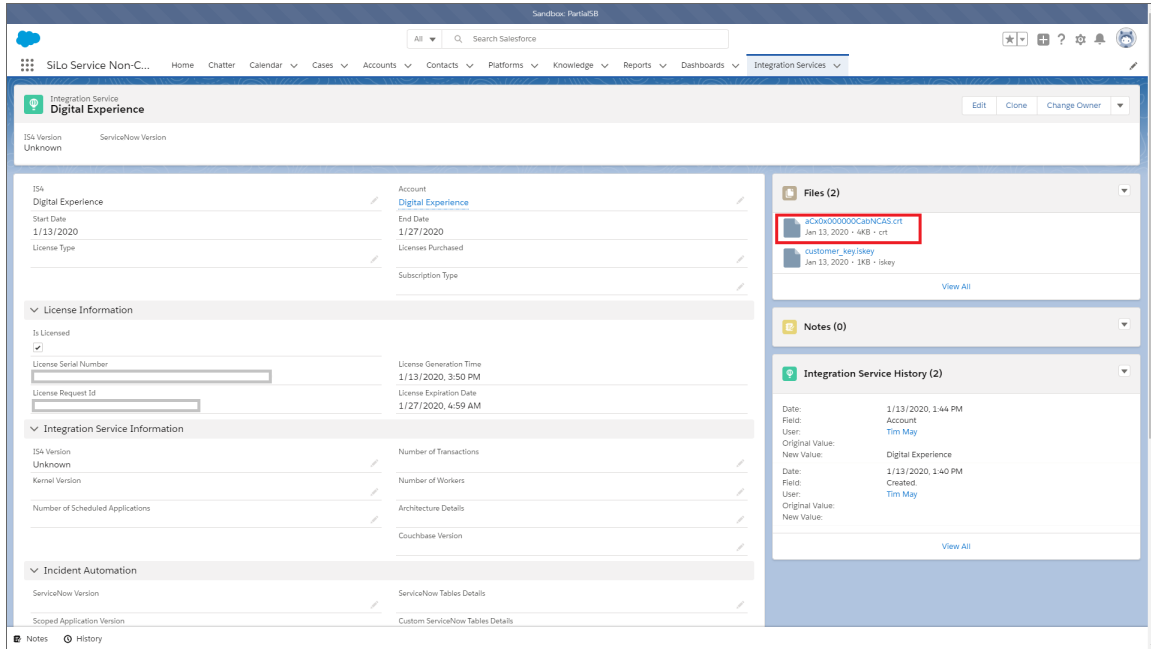 Sandbox: PartialSB
All
Search Salesforce
SiLo Service Non-C...
Home
Chatter
Calendar
Cases
Accounts
Contacts
Platforms
Knowledge
Reports
Dashboards
Integration Services
Integration Service
Digital Experience
Edit
Clone
Change Owner
IS4 Version
ServiceNow Version
Unknown
IS4
Account
Digital Experience
Digital Experience
Start Date
End Date
1/13/2020
1/27/2020
License Type
Licenses Purchased
Subscription Type
License Information
Is Licensed
License Serial Number
License Generation Time
1/13/2020, 3:50 PM
License Request Id
License Expiration Date
1/27/2020, 4:59 AM
Integration Service Information
IS4 Version
Number of Transactions
Unknown
Kernel Version
Number of Workers
Number of Scheduled Applications
Architecture Details
Couchbase Version
Incident Automation
ServiceNow Version
ServiceNow Tables Details
Scoped Application Version
Custom ServiceNow Tables Details
Files (2)
aCx0x000000CabNCAS.crt
Jan 13, 2020 • 4KB • crt
customer_key.iskey
Jan 13, 2020 • 1KB • iskey
View All
Notes (0)
Integration Service History (2)
Date: 1/13/2020, 1:44 PM
Field: Account
User: Tim May
Original Value:
New Value: Digital Experience
Date: 1/13/2020, 1:40 PM
Field: Created.
User: Tim May
Original Value:
New Value:
View All
Notes
History